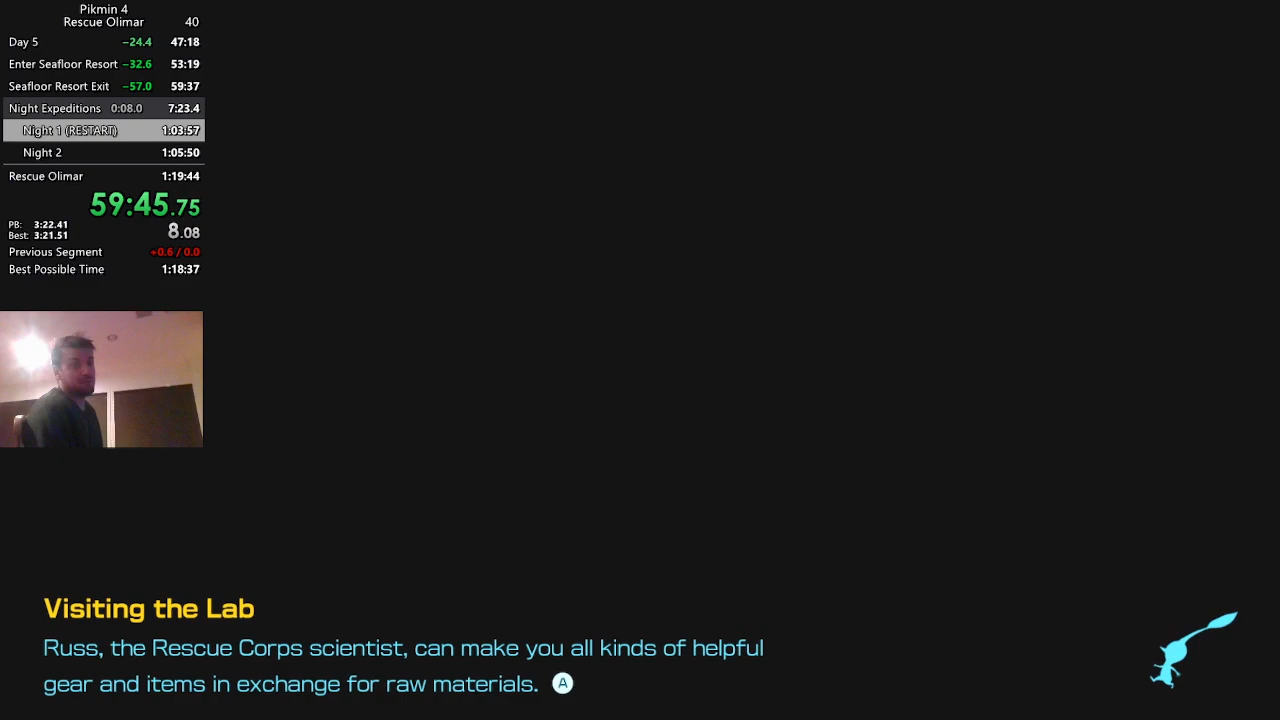 Pikmin 4
Rescue Olimar 40
Day 5 -24.4 47:18
Enter Seafloor Resort -32.6 53:19
Seafloor Resort Exit -57.0 59:37
Night Expeditions 0:08.0 7:23.4
Night 1 (RESTART) 1:03:57
Night 2 1:05:50
Rescue Olimar 1:19:44
59:45.75
PB: 3:22.41
8.08
Best: 3:21.51
Previous Segment +0.6 / 0.0
Best Possible Time 1:18:37
Visiting the Lab
Russ, the Rescue Corps scientist, can make you all kinds of helpful
gear and items in exchange for raw materials. A